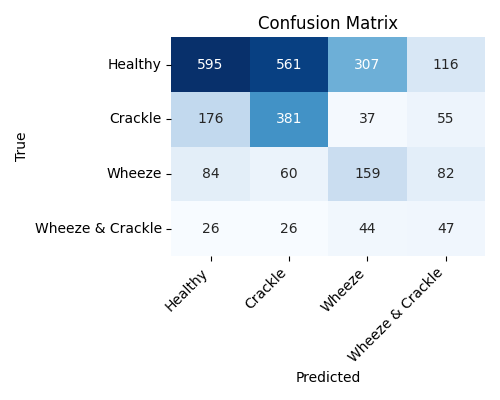 Confusion Matrix
True
Healthy 595 561 307 116
Crackle 176 381 37 55
Wheeze 84 60 159 82
Wheeze & Crackle 26 26 44 47
Healthy Crackle Wheeze Wheeze & Crackle
Predicted